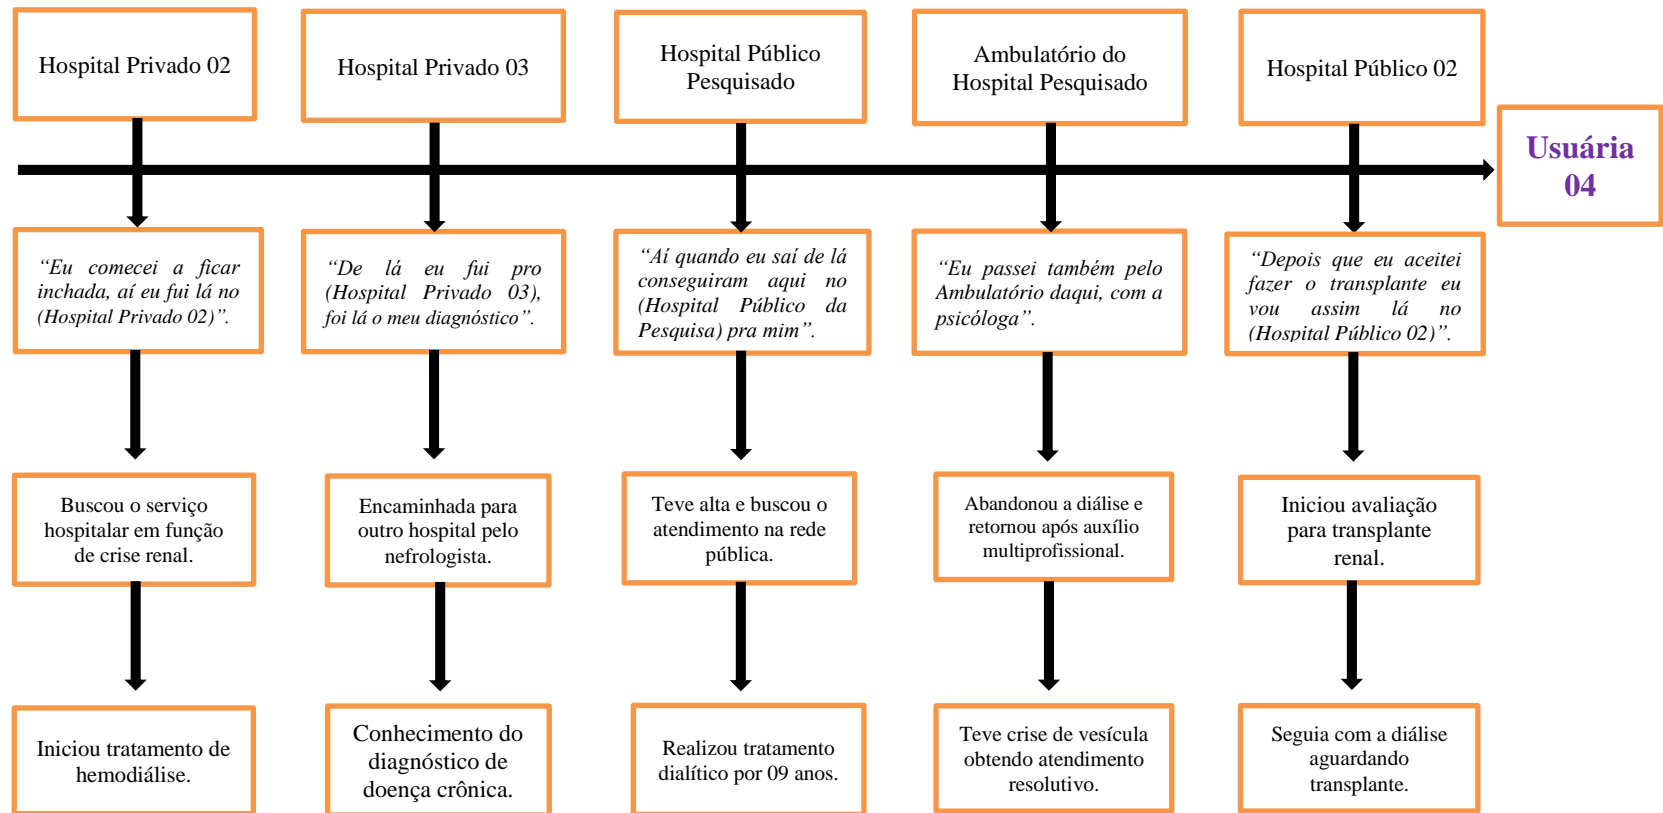 Hospital Privado 02
Hospital Privado 03
Hospital Público
Pesquisado
Ambulatório do
Hospital Pesquisado
Hospital Público 02
Usuária
04
“Eu comecei a ficar
inchada, aí eu fui lá no
(Hospital Privado 02)”.
“De lá eu fui pro
(Hospital Privado 03),
foi lá o meu diagnóstico”.
“Aí quando eu saí de lá
conseguiram aqui no
(Hospital Público da
Pesquisa) pra mim”.
“Eu passei também pelo
Ambulatório daqui, com a
psicóloga”.
“Depois que eu aceitei
fazer o transplante eu
vou assim lá no
(Hospital Público 02)”.
Buscou o serviço
hospitalar em função
de crise renal.
Encaminhada para
outro hospital pelo
nefrologista.
Teve alta e buscou o
atendimento na rede
pública.
Abandonou a diálise e
retornou após auxílio
multiprofissional.
Iniciou avaliação
para transplante
renal.
Iniciou tratamento de
hemodiálise.
Conhecimento do
diagnóstico de
doença crônica.
Realizou tratamento
dialítico por 09 anos.
Teve crise de vesícula
obtendo atendimento
resolutivo.
Seguia com a diálise
aguardando
transplante.